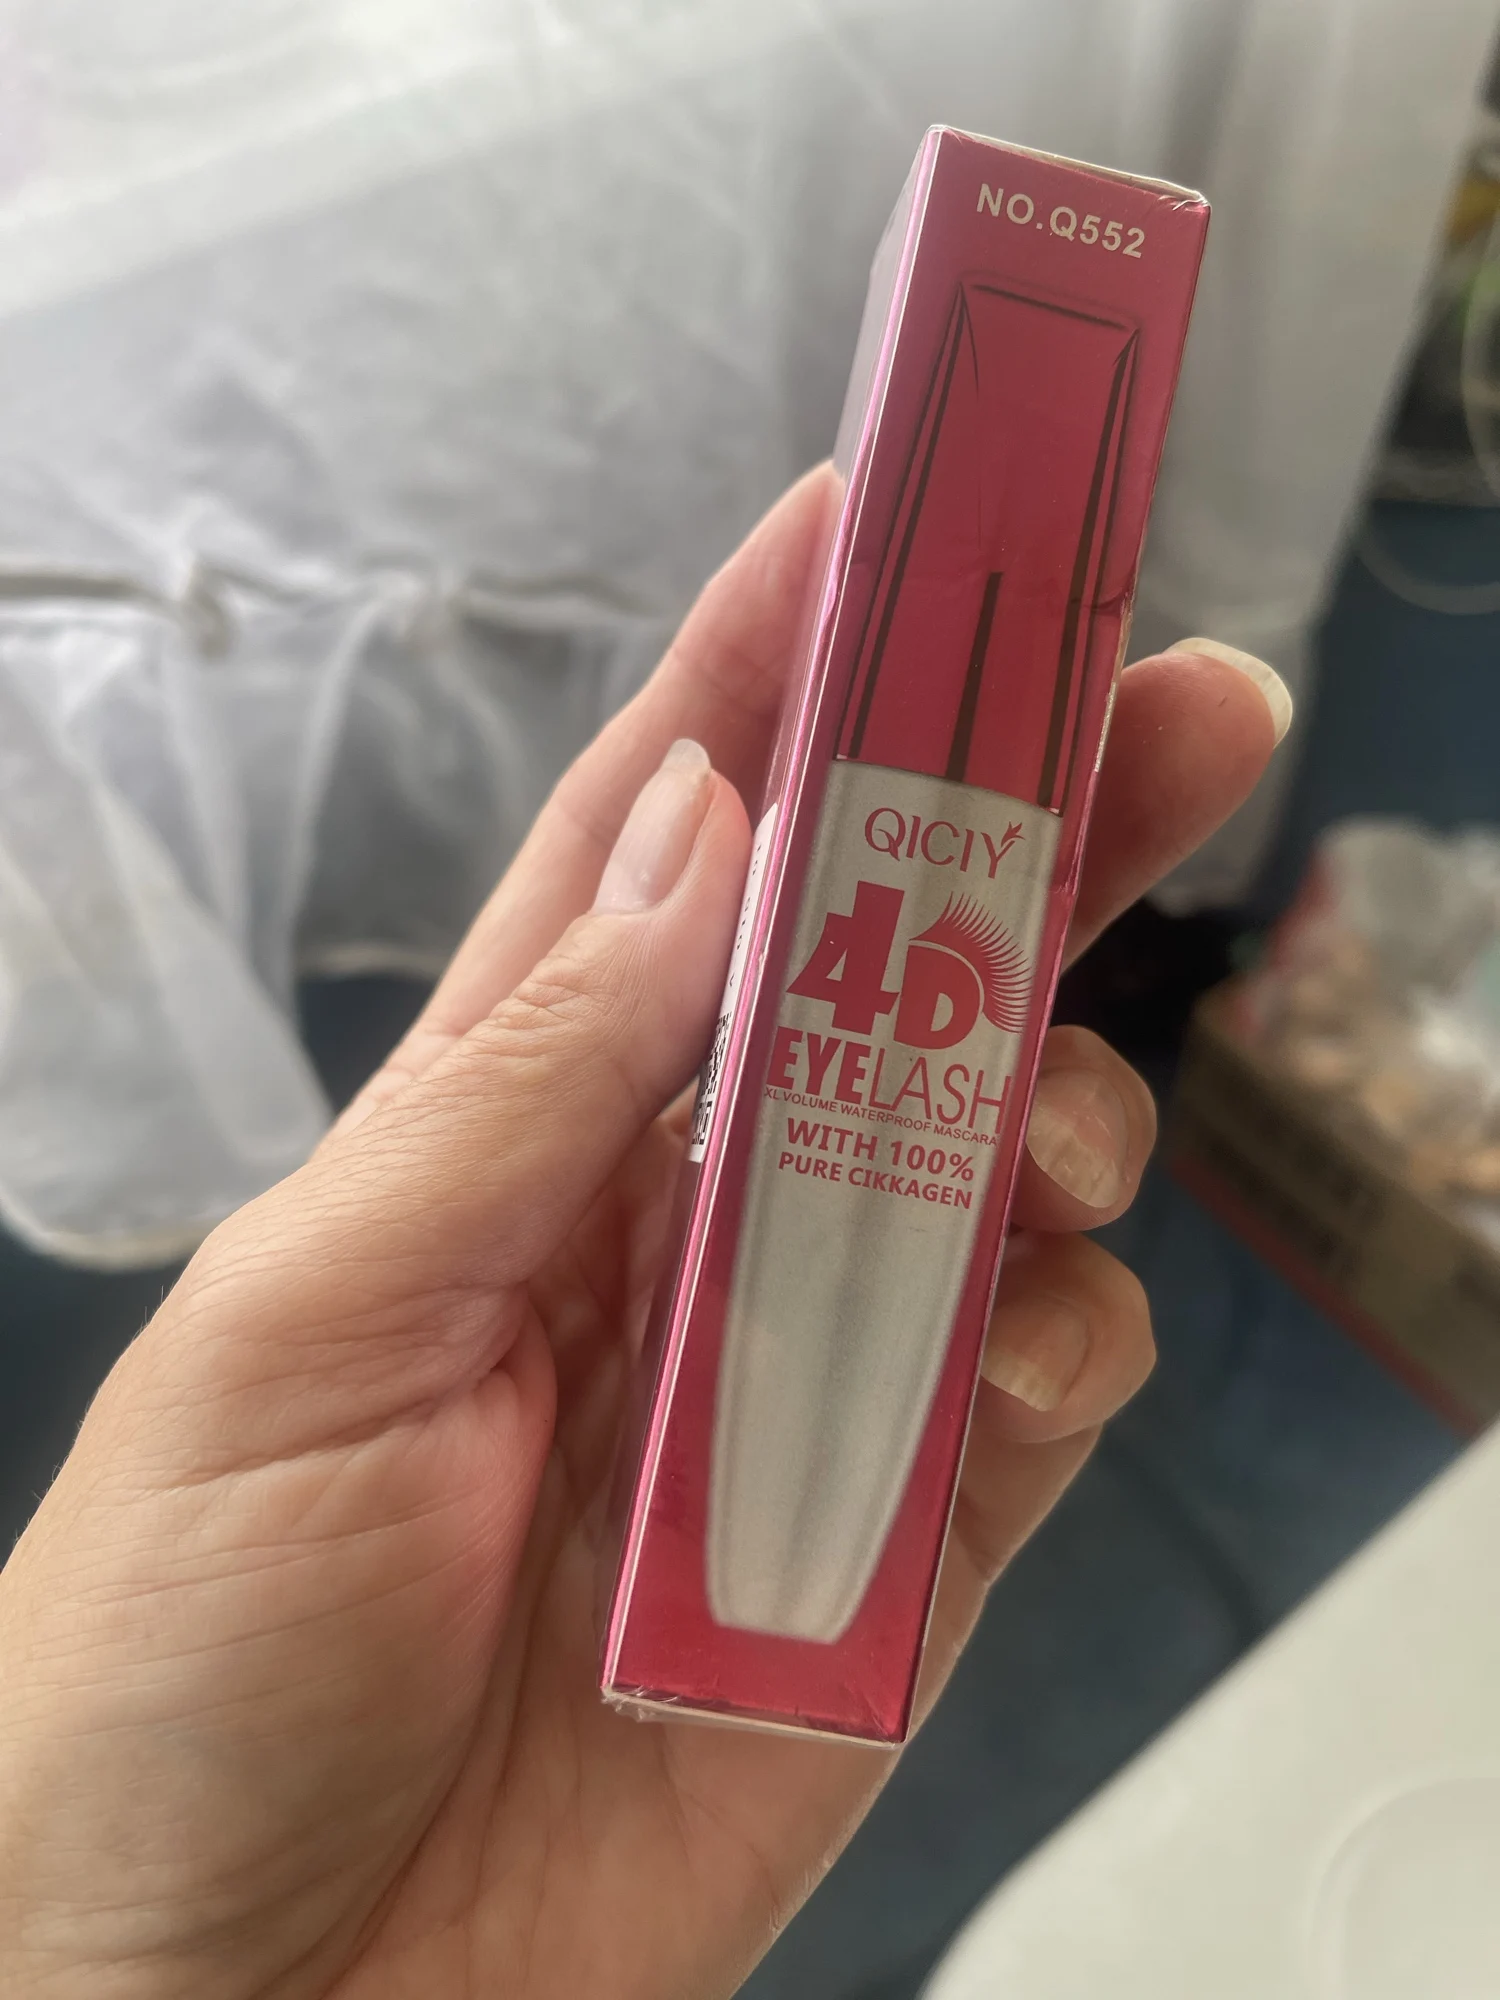 NO.Q552
QICIY
4D
EYELASH
XL VOLUME WATERPROOF MASCARA
WITH 100%
PURE CIKKAGEN